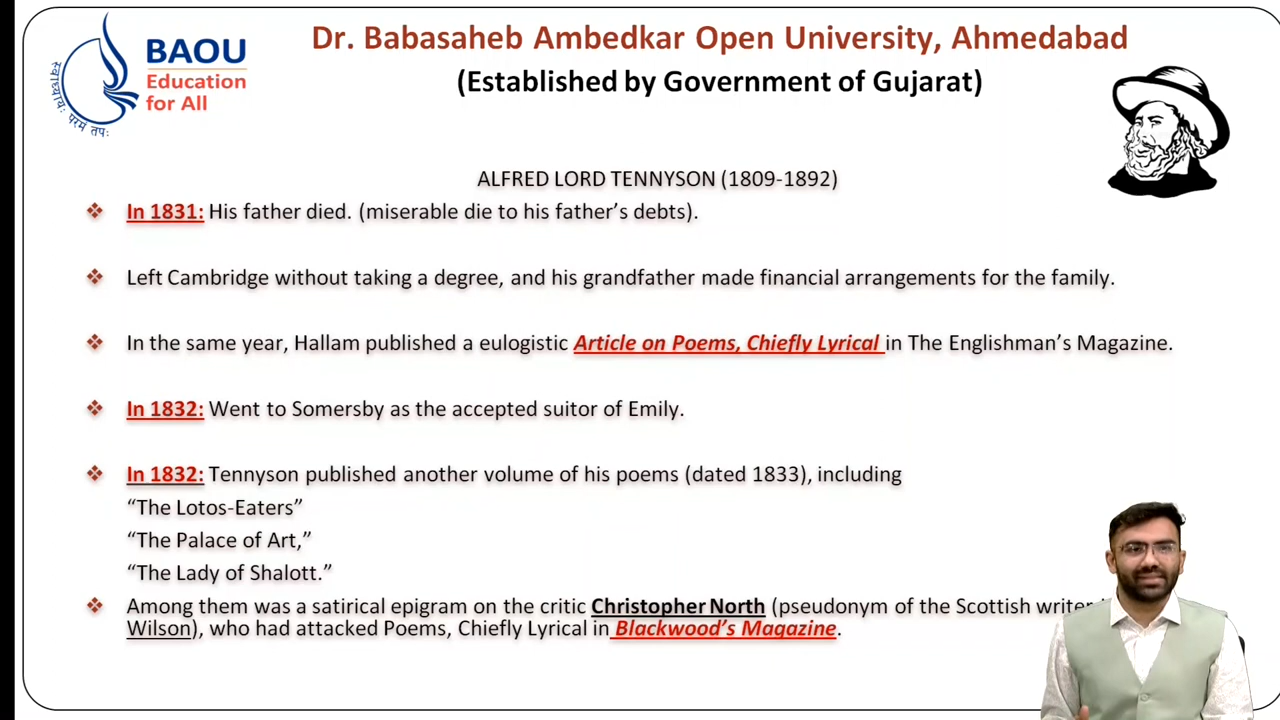 Dr. Babasaheb Ambedkar Open University, Ahmedabad
BAOU
Education
for All
स्वाध्यायः परमं तपः
(Established by Government of Gujarat)
ALFRED LORD TENNYSON (1809-1892)
In 1831: His father died. (miserable die to his father’s debts).
Left Cambridge without taking a degree, and his grandfather made financial arrangements for the family.
In the same year, Hallam published a eulogistic Article on Poems, Chiefly Lyrical in The Englishman’s Magazine.
In 1832: Went to Somersby as the accepted suitor of Emily.
In 1832: Tennyson published another volume of his poems (dated 1833), including
“The Lotos-Eaters”
“The Palace of Art,”
“The Lady of Shalott.”
Among them was a satirical epigram on the critic Christopher North (pseudonym of the Scottish writer
Wilson), who had attacked Poems, Chiefly Lyrical in Blackwood’s Magazine.